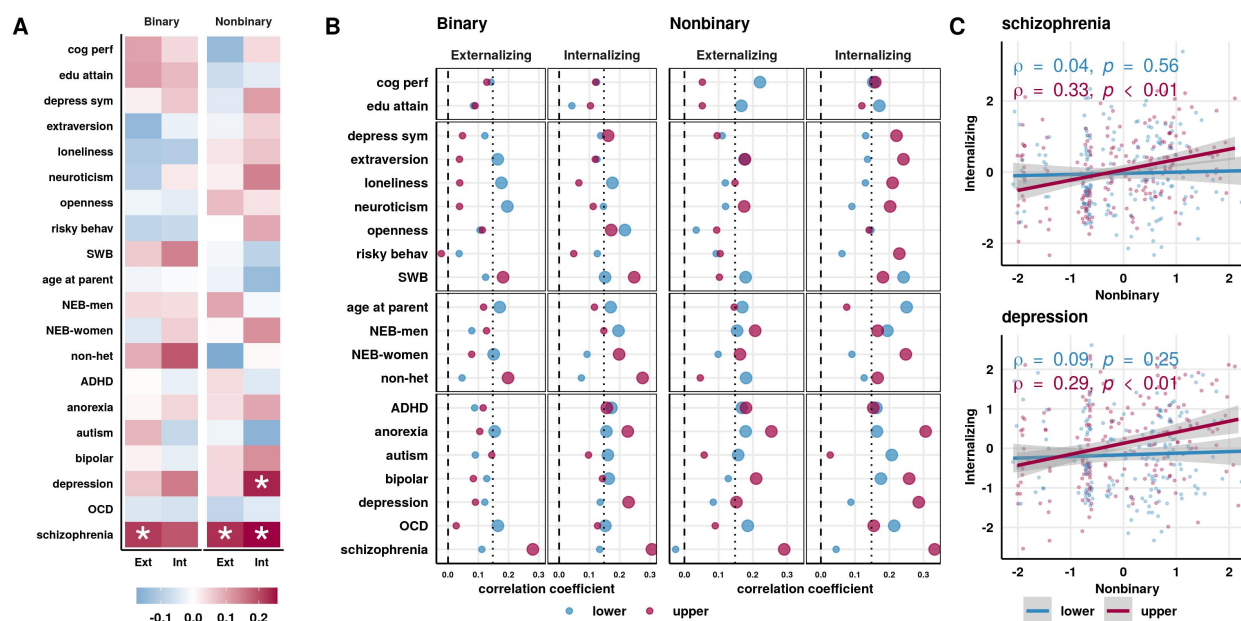 A
Binary
Nonbinary
cog perf
edu attain
depress sym
extraversion
loneliness
neuroticism
openness
risky behav
SWB
age at parent
NEB-men
NEB-women
non-het
ADHD
anorexia
autism
bipolar
depression
OCD
schizophrenia
*
* * *
Ext Int Ext Int
-0.1 0.0 0.1 0.2
B
Binary
Nonbinary
Externalizing Internalizing Externalizing Internalizing
cog perf
edu attain
depress sym
extraversion
loneliness
neuroticism
openness
risky behav
SWB
age at parent
NEB-men
NEB-women
non-het
ADHD
anorexia
autism
bipolar
depression
OCD
schizophrenia
0.0 0.1 0.2 0.3 0.0 0.1 0.2 0.3 0.0 0.1 0.2 0.3 0.0 0.1 0.2 0.3
correlation coefficient correlation coefficient
lower upper
C
schizophrenia
ρ = 0.04, p = 0.56
ρ = 0.33, p < 0.01
Internalizing
2
0
-2
-2 -1 0 1 2
Nonbinary
depression
ρ = 0.09, p = 0.25
ρ = 0.29, p < 0.01
Internalizing
2
1
0
-1
-2
-2 -1 0 1 2
Nonbinary
lower upper